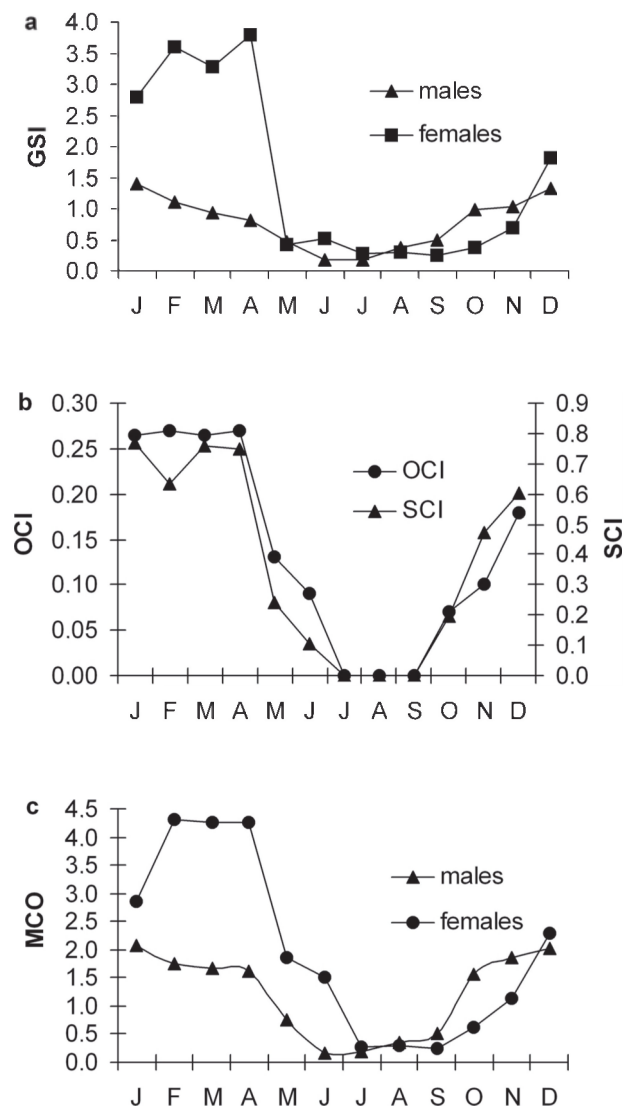 a
4.0
3.5
3.0
2.5
2.0
1.5
1.0
0.5
0.0
GSI
males
females
J F M A M J J A S O N D
b
0.30
0.25
0.20
0.15
0.10
0.05
0.00
OCI
OCI
SCI
0.9
0.8
0.7
0.6
0.5
0.4
0.3
0.2
0.1
0.0
SCI
J F M A M J J A S O N D
c
4.5
4.0
3.5
3.0
2.5
2.0
1.5
1.0
0.5
0.0
MCO
males
females
J F M A M J J A S O N D